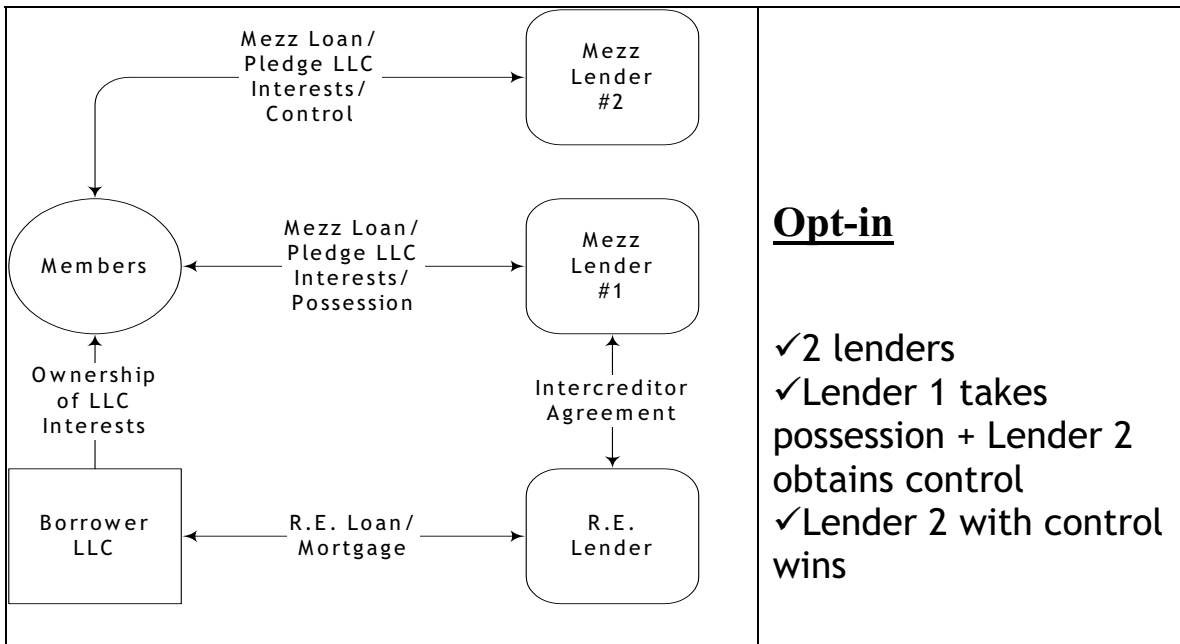 Mezz Loan/
Pledge LLC
Interests/
Control
Mezz
Lender
#2
Members
Mezz Loan/
Pledge LLC
Interests/
Possession
Mezz
Lender
#1
Ownership
of LLC
Interests
Intercreditor
Agreement
Borrower
LLC
R.E. Loan/
Mortgage
R.E.
Lender
Opt-in
✓2 lenders
✓Lender 1 takes
possession + Lender 2
obtains control
✓Lender 2 with control
wins